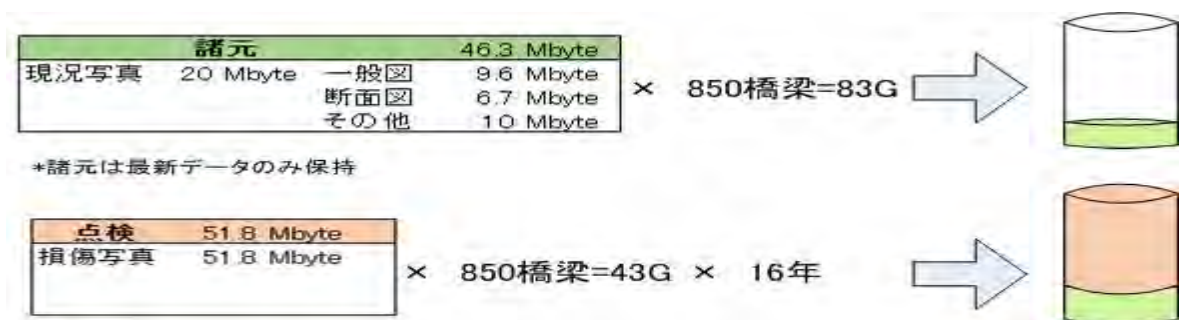 諸元 46.3 Mbyte
現況写真 20 Mbyte 一般図 9.6 Mbyte
断面図 6.7 Mbyte
その他 10 Mbyte
× 850橋梁=83G
*諸元は最新データのみ保持
点検 51.8 Mbyte
損傷写真 51.8 Mbyte
× 850橋梁=43G × 16年